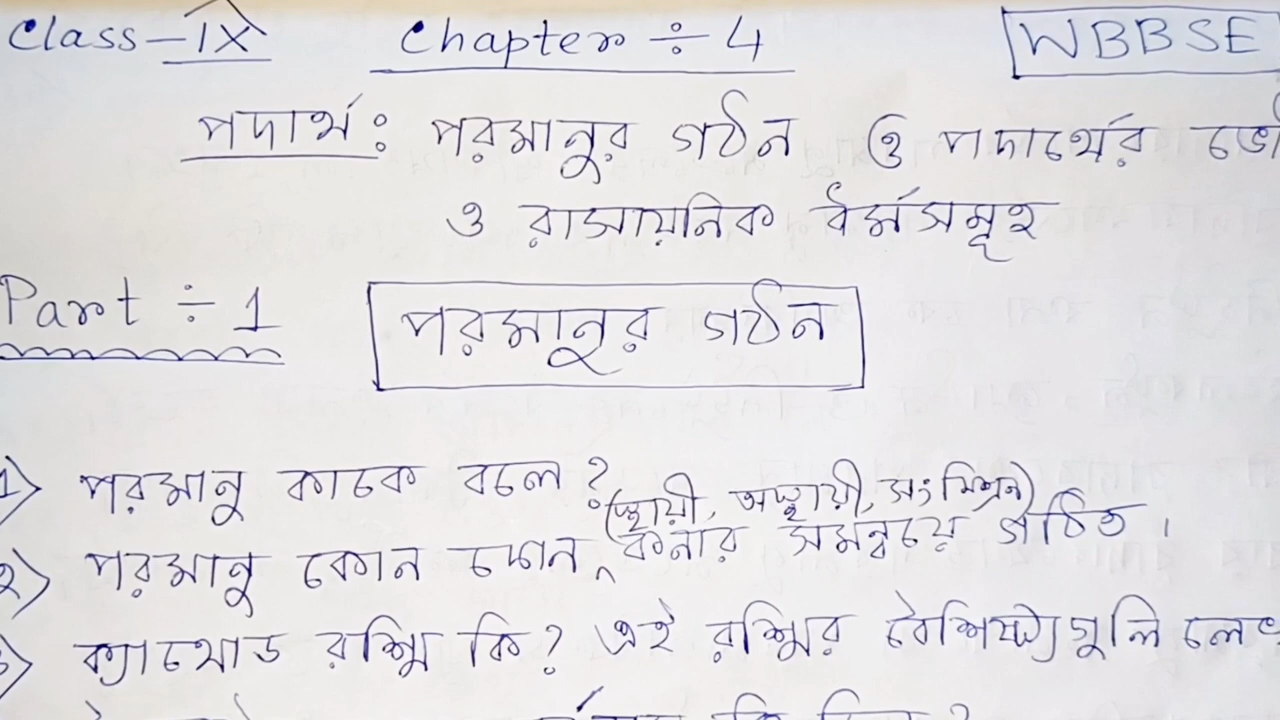 Class-IX Chapter ÷ 4 WBBSE
পদার্থ: পরমানুর গঠন ও পদার্থের ভৌ
ও রাসায়নিক ধর্মসমূহ
Part ÷ 1 পরমানুর গঠন
1) পরমানু কাকে বলে?
(স্থায়ী, অস্থায়ী, সংমিশ্রন)
2) পরমানু কোন কোন কনার সমন্বয়ে গঠিত।
3) ক্যাথোড রশ্মি কি? এই রশ্মির বৈশিষ্ট্যগুলি লেখ